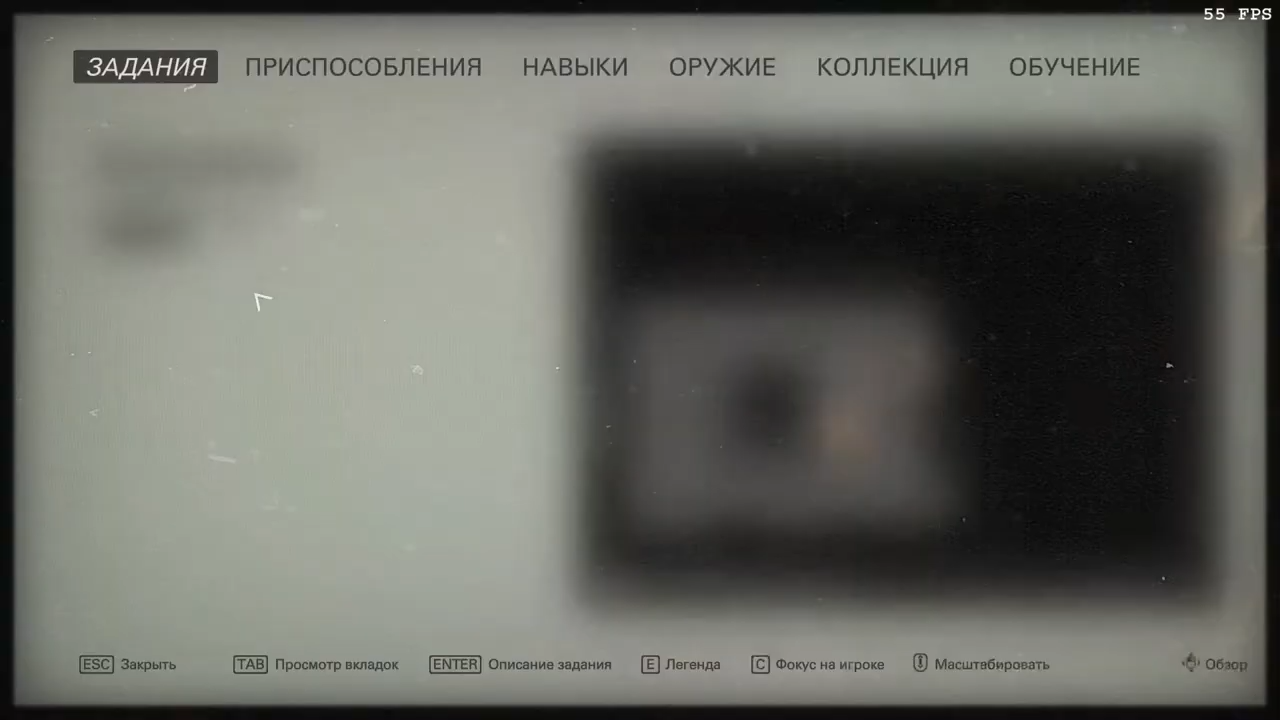 55 FPS
ЗАДАНИЯ ПРИСПОСОБЛЕНИЯ НАВЫКИ ОРУЖИЕ КОЛЛЕКЦИЯ ОБУЧЕНИЕ
ESC Закрыть TAB Просмотр вкладок ENTER Описание задания E Легенда C Фокус на игроке Масштабировать Обзор